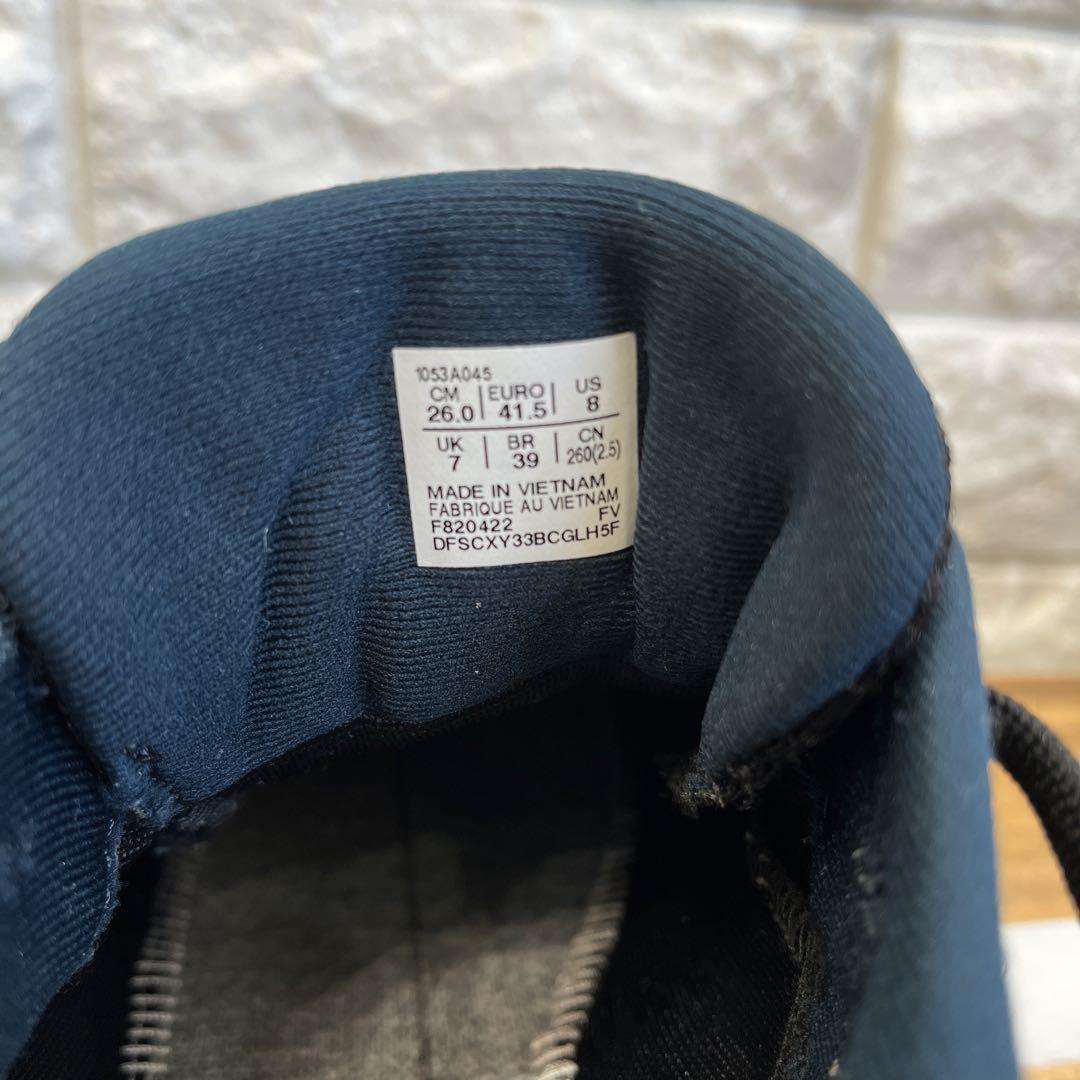 1053A045
CM EURO US
26.0 41.5 8
UK BR CN
7 39 260(2.5)
MADE IN VIETNAM
FABRIQUE AU VIETNAM
F820422 FV
DFSCXY33BCGLH5F